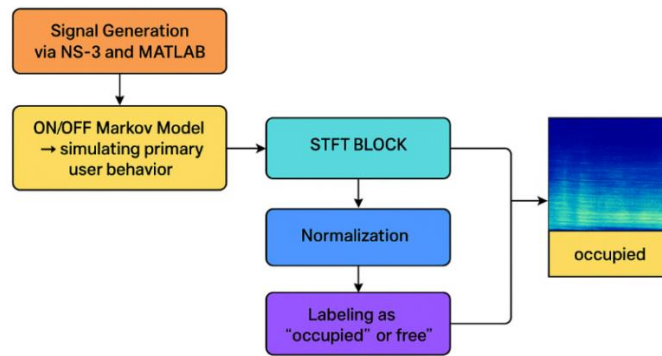 Signal Generation
via NS-3 and MATLAB
ON/OFF Markov Model
→ simulating primary
user behavior
STFT BLOCK
Normalization
Labeling as
“occupied” or free”
occupied